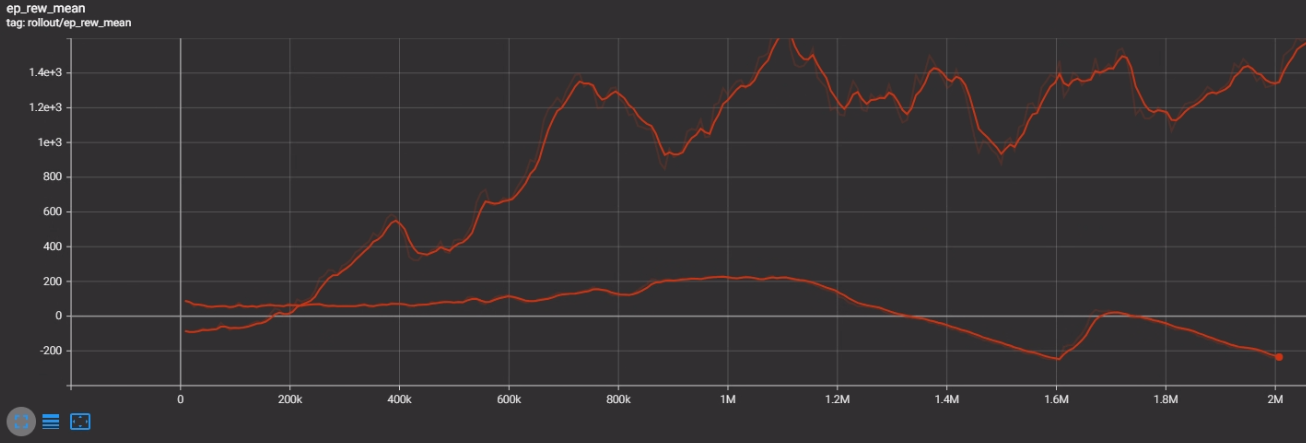 ep_rew_mean
tag: rollout/ep_rew_mean
1.4e+3
1.2e+3
1e+3
800
600
400
200
0
-200
0 200k 400k 600k 800k 1M 1.2M 1.4M 1.6M 1.8M 2M